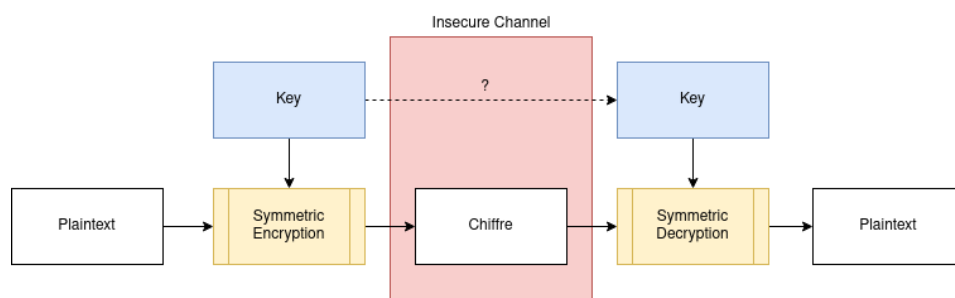 Insecure Channel
Key
?
Key
Plaintext
Symmetric
Encryption
Chiffre
Symmetric
Decryption
Plaintext